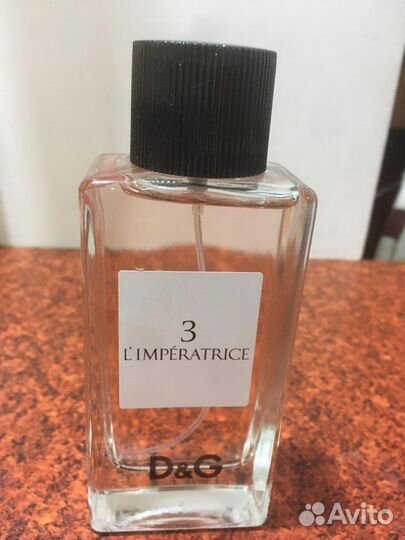 3
L'IMPÉRATRICE
D&G
Avito